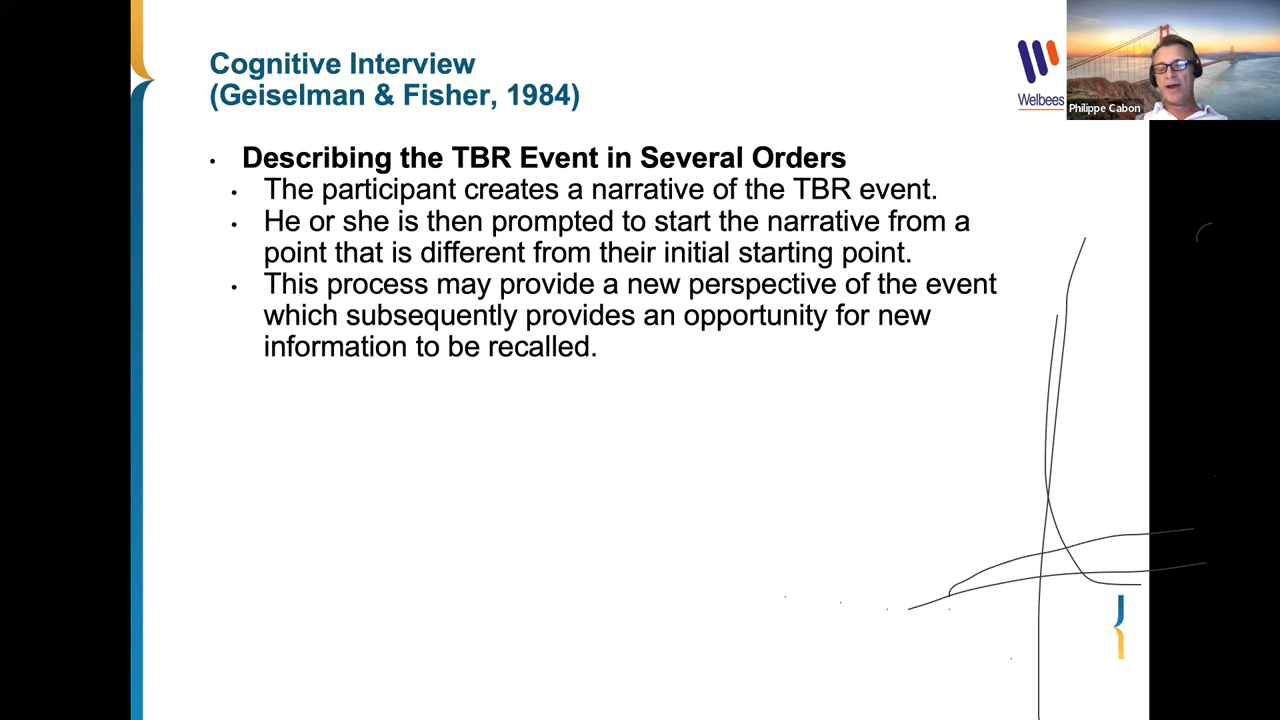 Cognitive Interview
(Geiselman & Fisher, 1984)
Welbees
Philippe Cabon
• Describing the TBR Event in Several Orders
• The participant creates a narrative of the TBR event.
• He or she is then prompted to start the narrative from a
point that is different from their initial starting point.
• This process may provide a new perspective of the event
which subsequently provides an opportunity for new
information to be recalled.